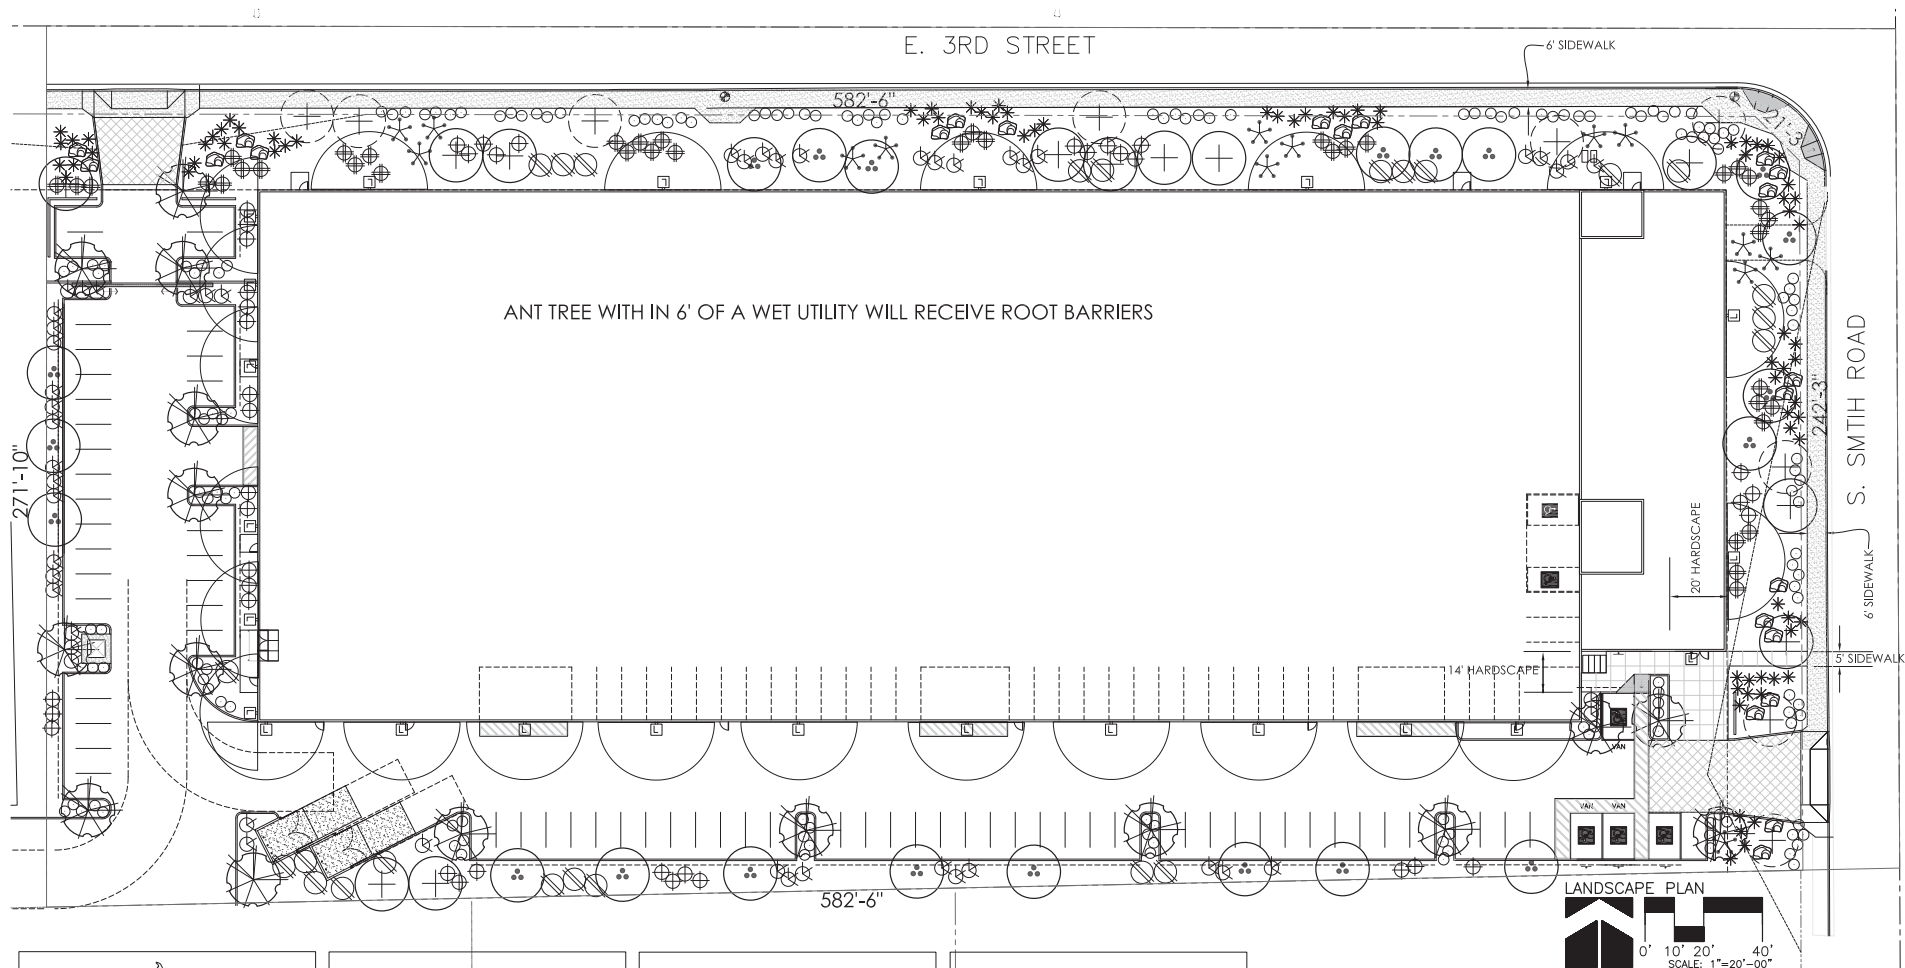 E. 3RD STREET
6' SIDEWALK
582'-6"
21'-3
ANT TREE WITH IN 6' OF A WET UTILITY WILL RECEIVE ROOT BARRIERS
S. SMTIH ROAD
242'-3"
271'-10"
20' HARDSCAPE
6' SIDEWALK
5' SIDEWALK
14' HARDSCAPE
VAN
VAN VAN
582'-6"
LANDSCAPE PLAN
0' 10' 20' 40'
SCALE: 1"=20'-00"